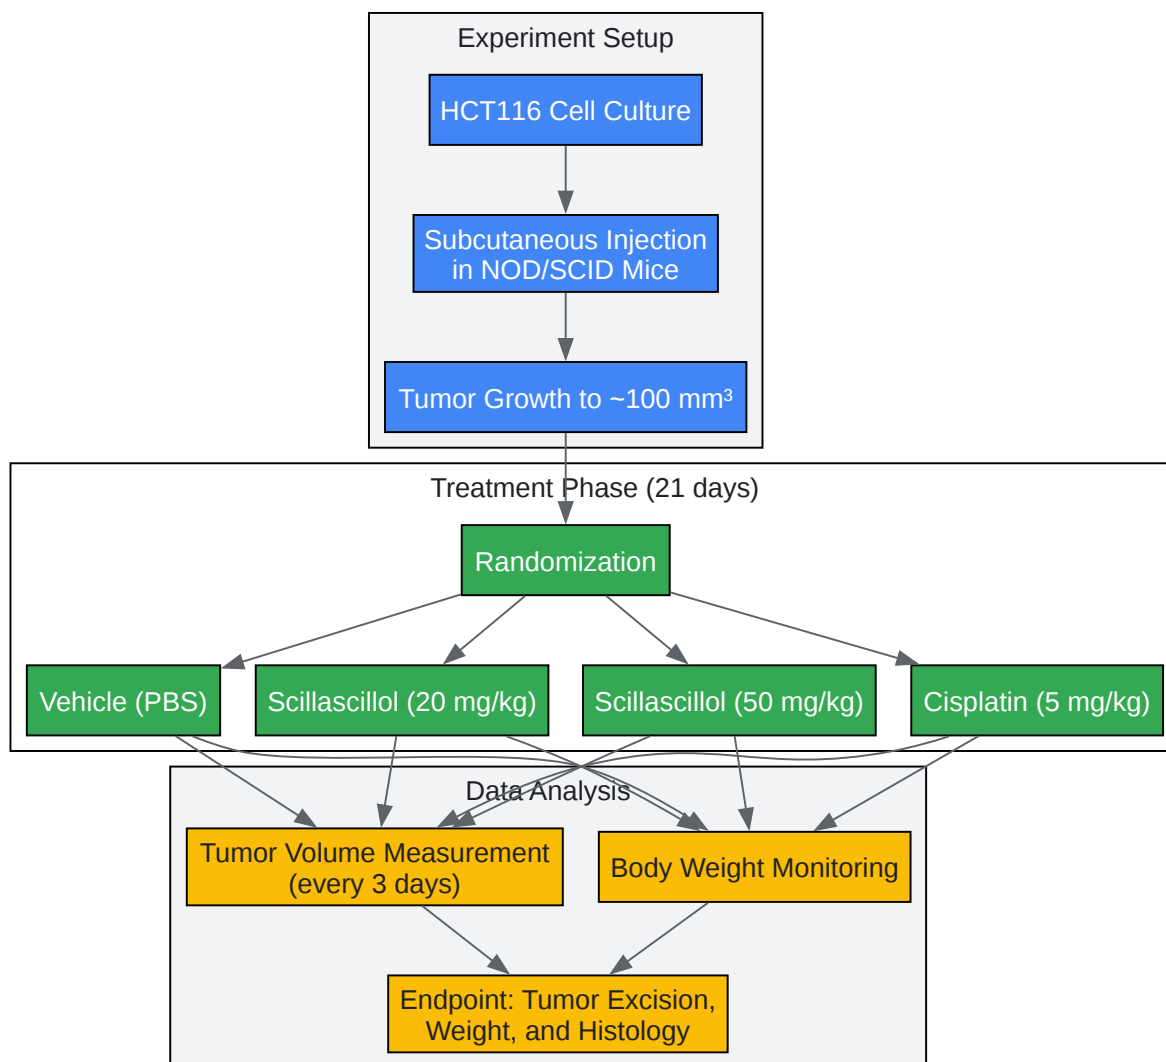 Experiment Setup
HCT116 Cell Culture
Subcutaneous Injection
in NOD/SCID Mice
Tumor Growth to ~100 mm³
Treatment Phase (21 days)
Randomization
Vehicle (PBS)
Scillascillol (20 mg/kg)
Scillascillol (50 mg/kg)
Cisplatin (5 mg/kg)
Data Analysis
Tumor Volume Measurement
(every 3 days)
Body Weight Monitoring
Endpoint: Tumor Excision,
Weight, and Histology